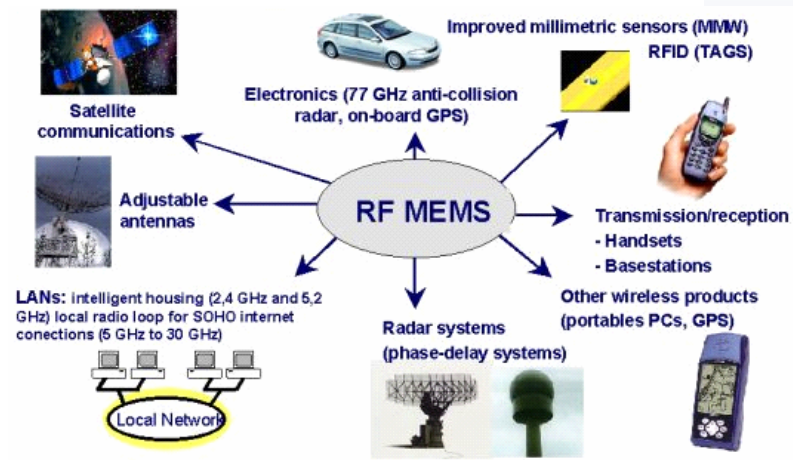 Improved millimetric sensors (MMW)
RFID (TAGS)
Electronics (77 GHz anti-collision
radar, on-board GPS)
Satellite
communications
Adjustable
antennas
RF MEMS
Transmission/reception
- Handsets
- Basestations
LANs: intelligent housing (2,4 GHz and 5,2
GHz) local radio loop for SOHO internet
conections (5 GHz to 30 GHz)
Other wireless products
(portables PCs, GPS)
Radar systems
(phase-delay systems)
Local Network